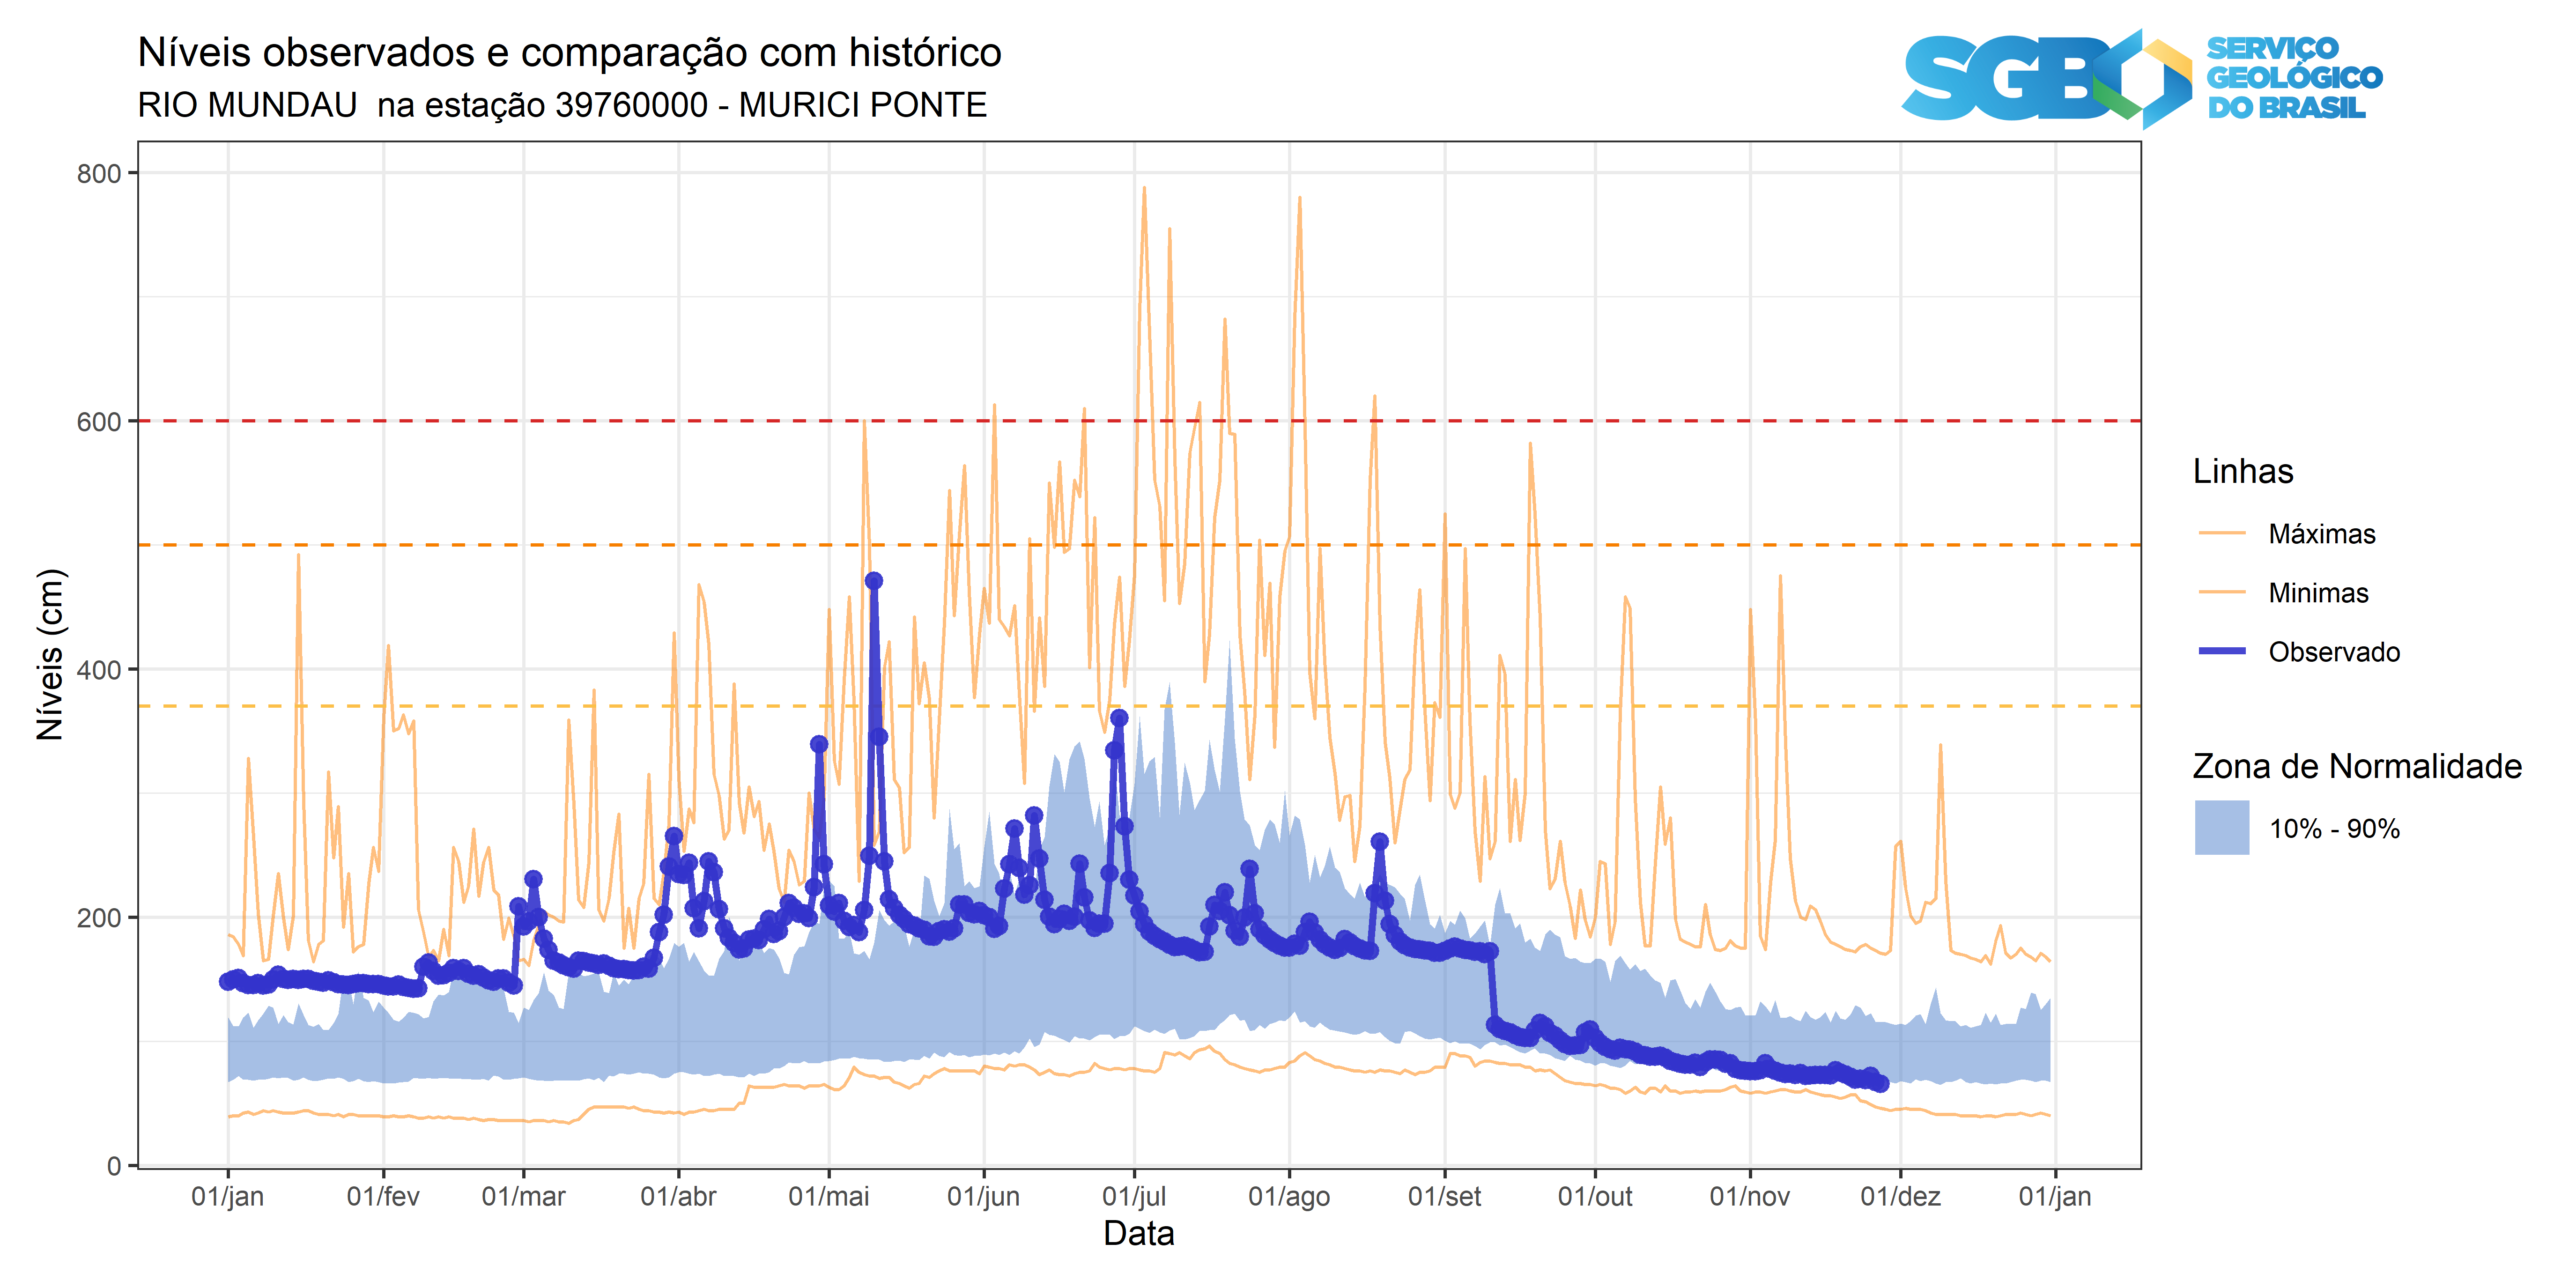 Níveis observados e comparação com histórico
RIO MUNDAU  na estação 39760000 - MURICI PONTE
SGB
SERVIÇO
GEOLÓGICO
DO BRASIL
Níveis (cm)
800
600
400
200
0
01/jan 01/fev 01/mar 01/abr 01/mai 01/jun 01/jul 01/ago 01/set 01/out 01/nov 01/dez 01/jan
Data
Linhas
Máximas
Minimas
Observado
Zona de Normalidade
10% - 90%